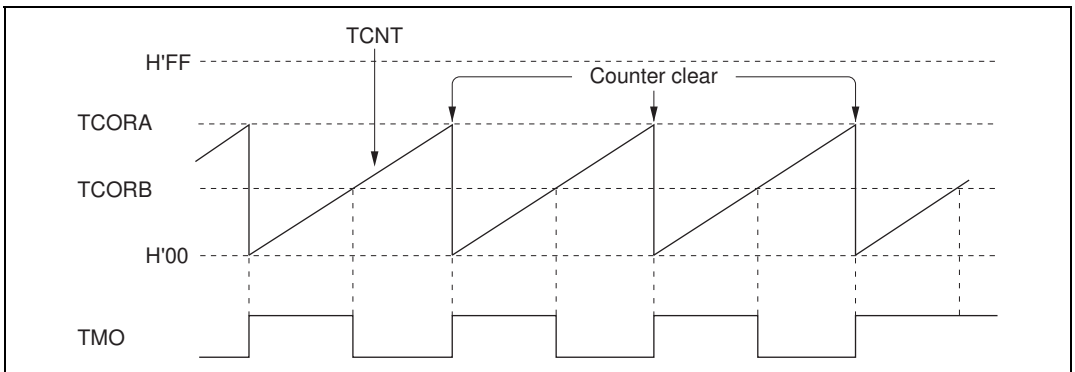 TCNT
H'FF
Counter clear
TCORA
TCORB
H'00
TMO